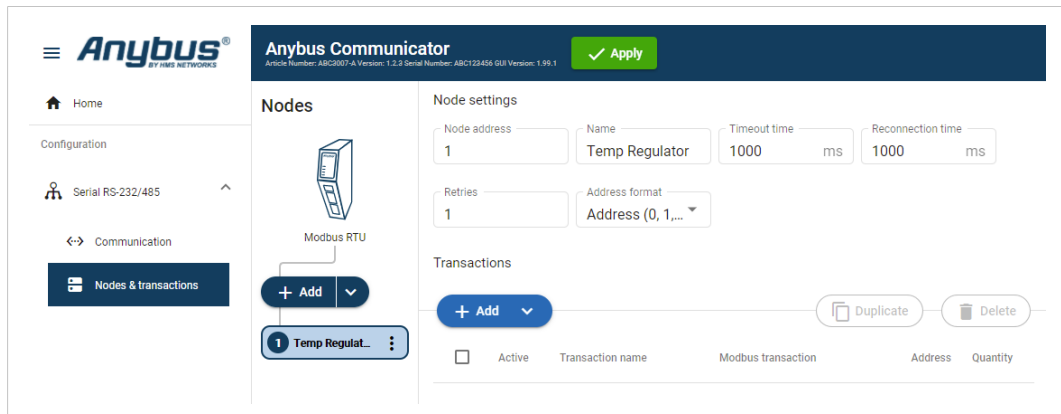 Anybus®
BY HMS NETWORKS
Anybus Communicator
Article Number: ABC3007-A Version: 1.2.3 Serial Number: ABC123456 GUI Version: 1.99.1
Apply
Home
Configuration
Serial RS-232/485
Communication
Nodes & transactions
Nodes
Modbus RTU
+ Add
1 Temp Regulat...
Node settings
Node address
1
Name
Temp Regulator
Timeout time
1000 ms
Reconnection time
1000 ms
Retries
1
Address format
Address (0, 1,...
Transactions
+ Add
Duplicate
Delete
Active Transaction name Modbus transaction Address Quantity